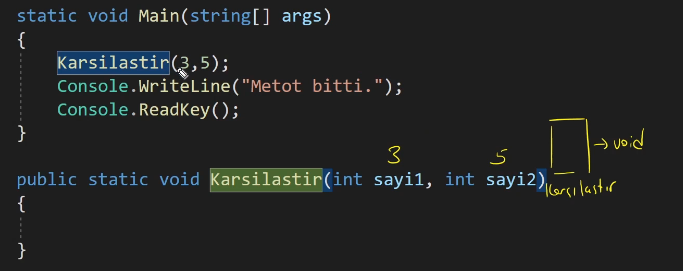 static void Main(string[] args)
{
Karsilastir(3,5);
Console.WriteLine("Metot bitti.");
Console.ReadKey();
}
3 5 → void
public static void Karsilastir(int sayi1, int sayi2)
Karsilastir
{
}